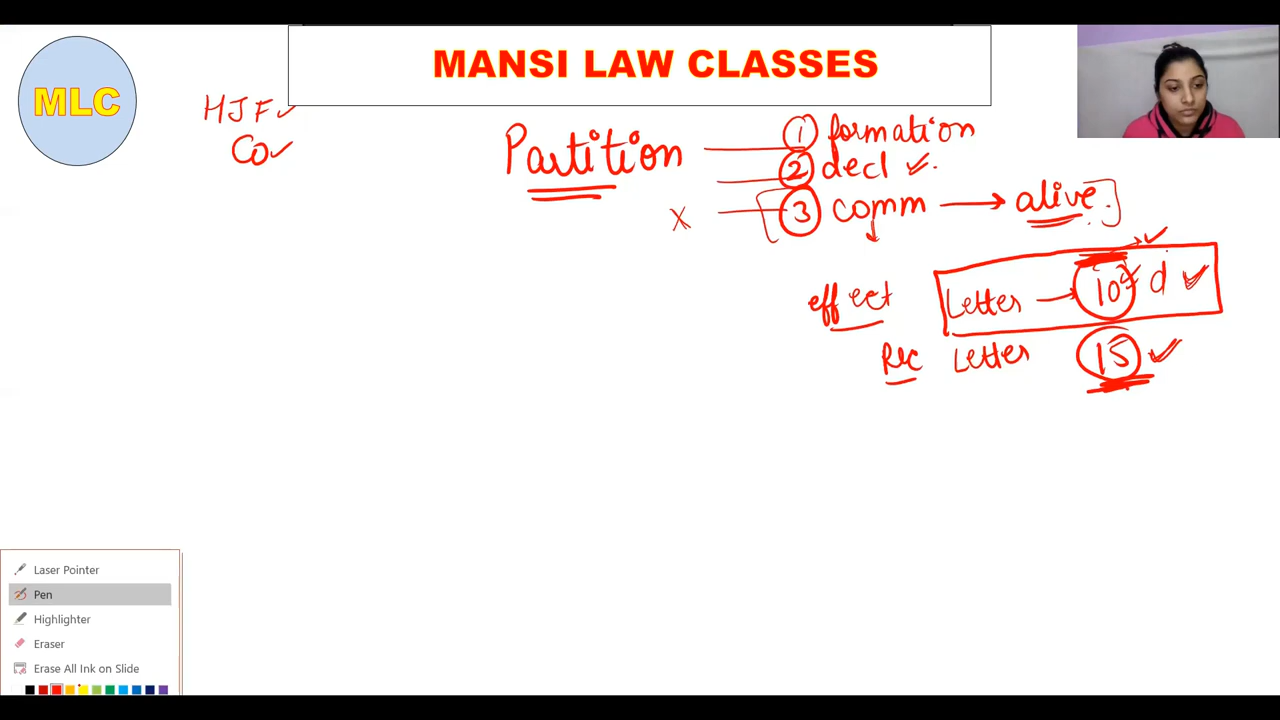 MANSI LAW CLASSES
MLC
HJF
Co
Partition
① formation
② decl
③ comm → alive.
effect
Letter → 10 d
Rec Letter 15
Laser Pointer
Pen
Highlighter
Eraser
Erase All Ink on Slide